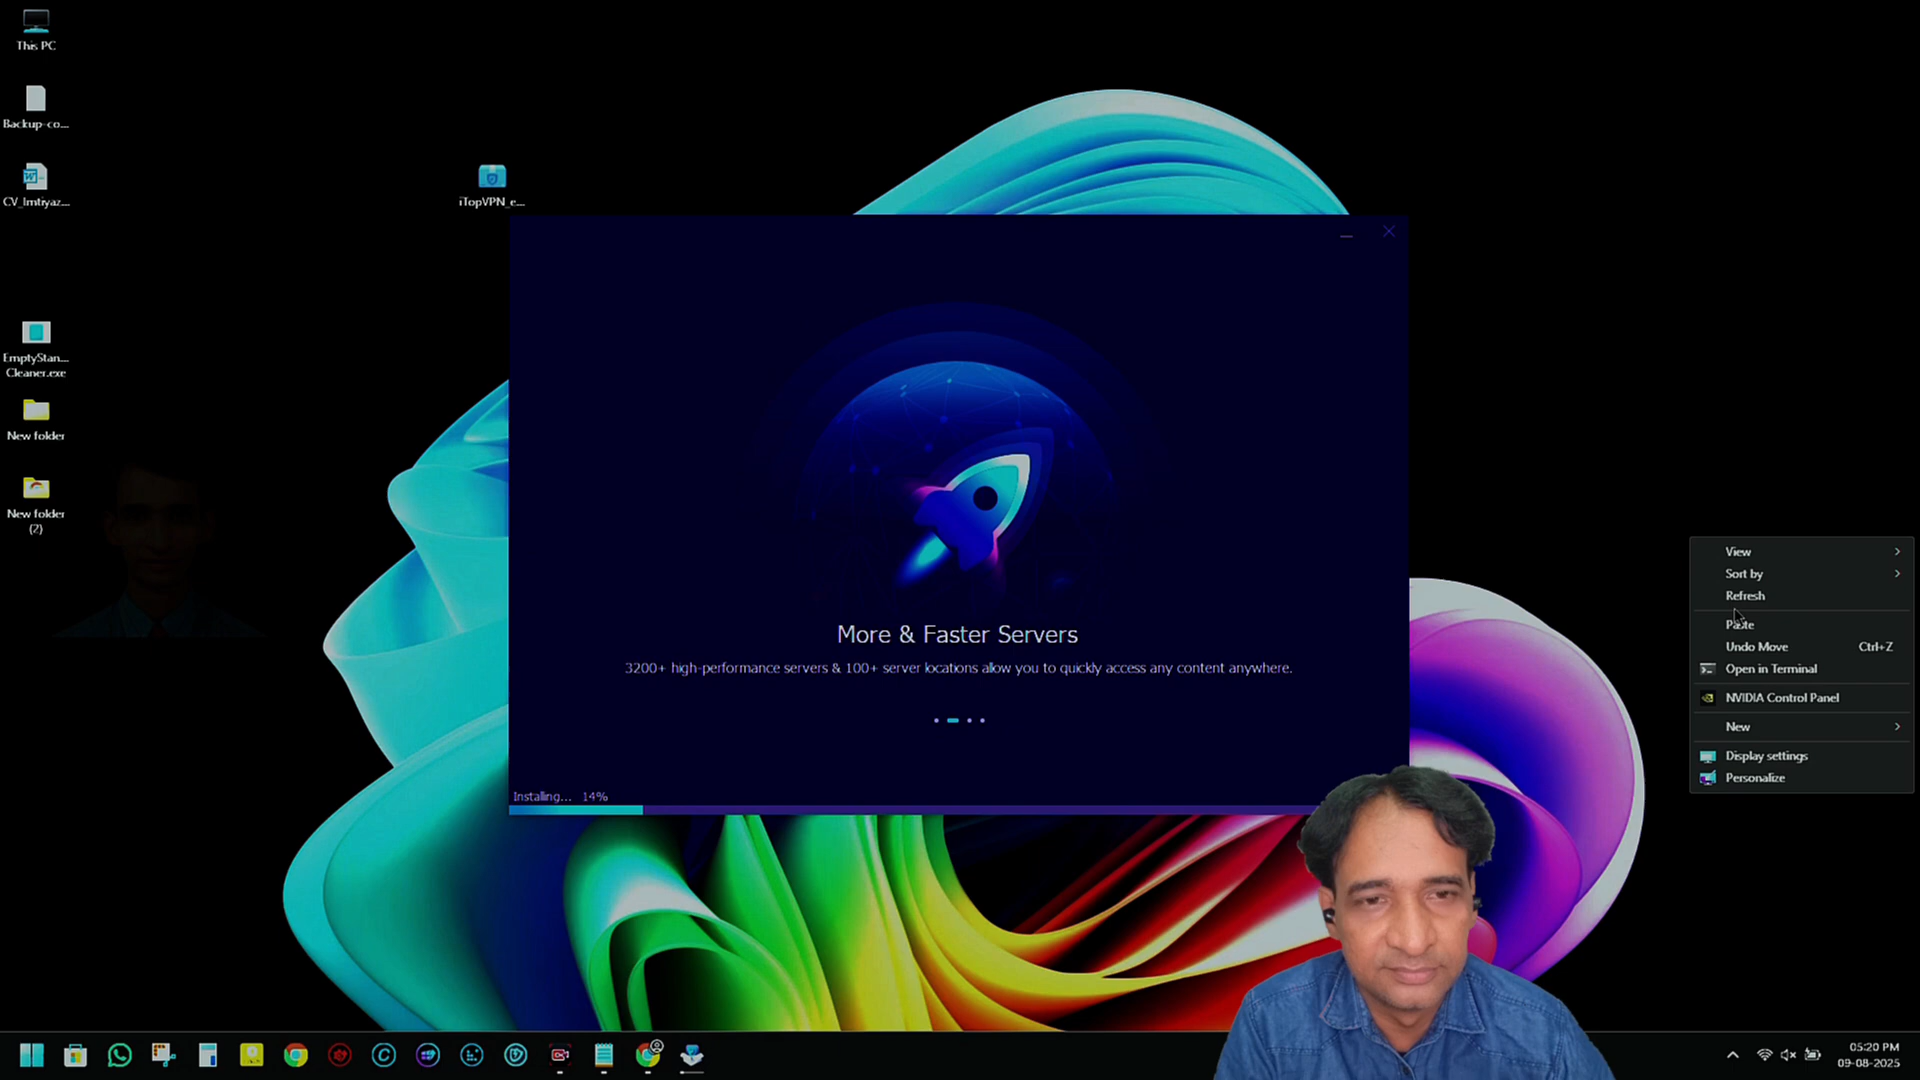 This PC
Backup-co...
CV_Imtiyaz...
EmptyStan...
Cleaner.exe
New folder
New folder
(2)
iTopVPN_e...
More & Faster Servers
3200+ high-performance servers & 100+ server locations allow you to quickly access any content anywhere.
Installing... 14%
View
Sort by
Refresh
Paste
Undo Move Ctrl+Z
Open in Terminal
NVIDIA Control Panel
New
Display settings
Personalize
05:20 PM
09-08-2025